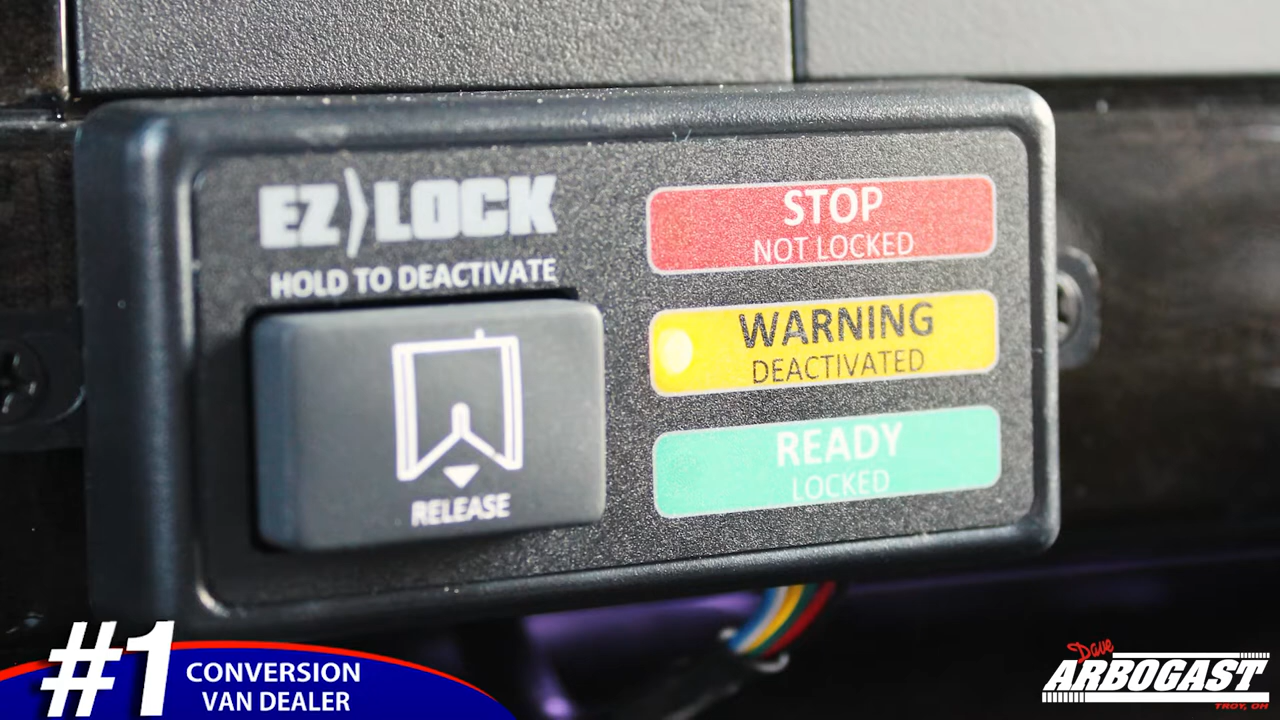 EZ LOCK
HOLD TO DEACTIVATE
RELEASE
STOP
NOT LOCKED
WARNING
DEACTIVATED
READY
LOCKED
#1 CONVERSION
VAN DEALER
Dave
ARBOGAST
TROY, OH